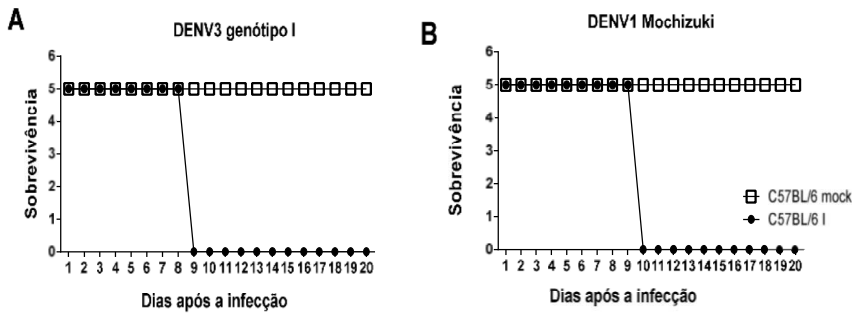 A
DENV3 genótipo I
Sobrevivência
6
5
4
3
2
1
0
1 2 3 4 5 6 7 8 9 10 11 12 13 14 15 16 17 18 19 20
Dias após a infecção
B
DENV1 Mochizuki
Sobrevivência
6
5
4
3
2
1
0
1 2 3 4 5 6 7 8 9 10 11 12 13 14 15 16 17 18 19 20
Dias após a infecção
C57BL/6 mock
C57BL/6 I